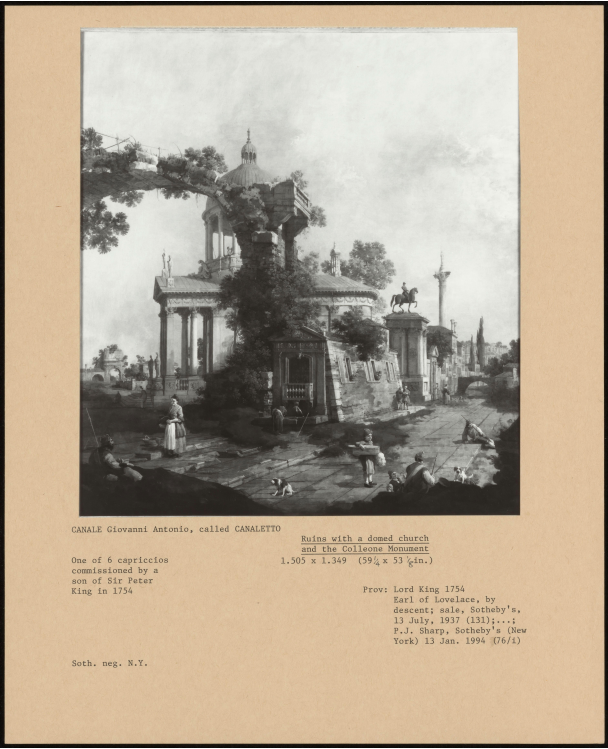 CANALE Giovanni Antonio, called CANALETTO
Ruins with a domed church
and the Colleone Monument
1.505 x 1.349 (59¼ x 53 ⅛in.)
One of 6 capriccios
commissioned by a
son of Sir Peter
King in 1754
Prov: Lord King 1754
Earl of Lovelace, by
descent; sale, Sotheby's,
13 July, 1937 (131);...;
P.J. Sharp, Sotheby's (New
York) 13 Jan. 1994 (76/i)
Soth. neg. N.Y.